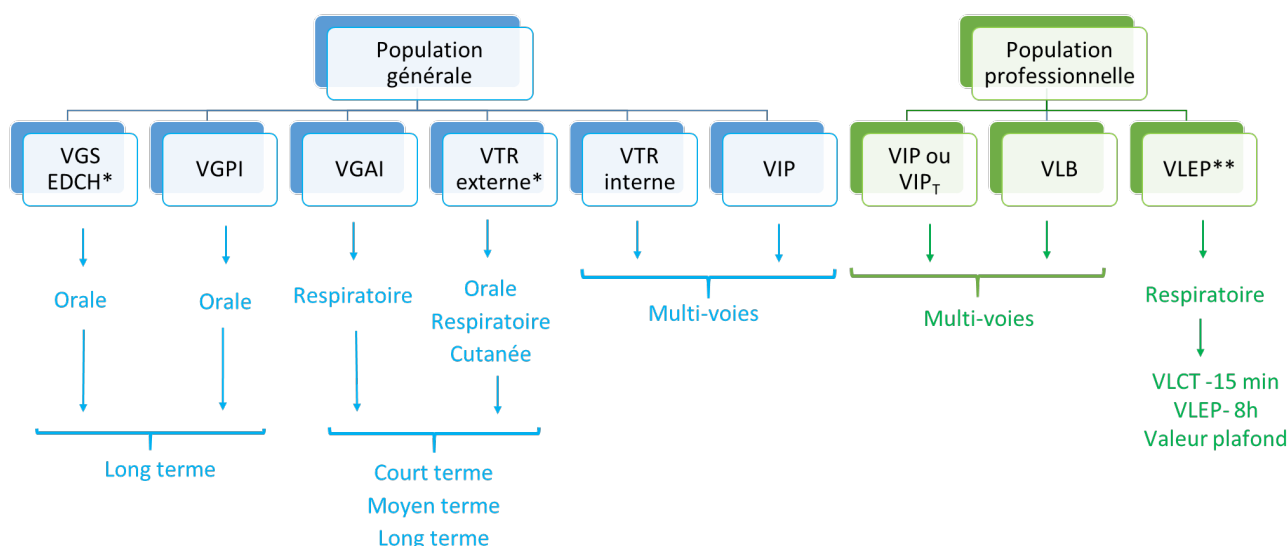 Population
générale
Population
professionnelle
VGS
EDCH*
VGPI
VGAI
VTR
externe*
VTR
interne
VIP
VIP ou
VIP_T
VLB
VLEP**
Orale
Orale
Respiratoire
Orale
Respiratoire
Cutanée
Multi-voies
Multi-voies
Respiratoire
VLCT -15 min
VLEP- 8h
Valeur plafond
Long terme
Court terme
Moyen terme
Long terme